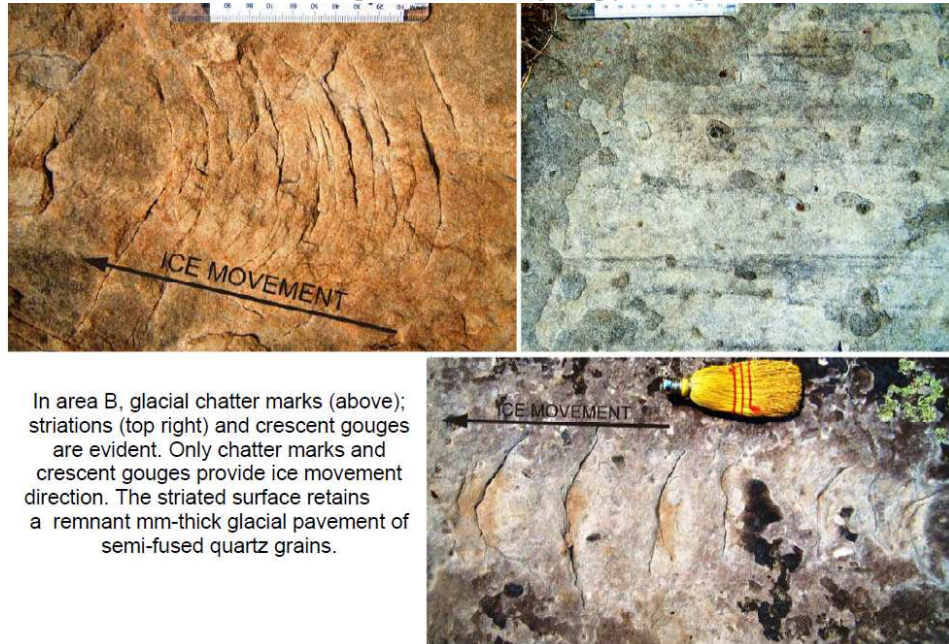 ICE MOVEMENT
ICE MOVEMENT
In area B, glacial chatter marks (above);
striations (top right) and crescent gouges
are evident. Only chatter marks and
crescent gouges provide ice movement
direction. The striated surface retains
a remnant mm-thick glacial pavement of
semi-fused quartz grains.